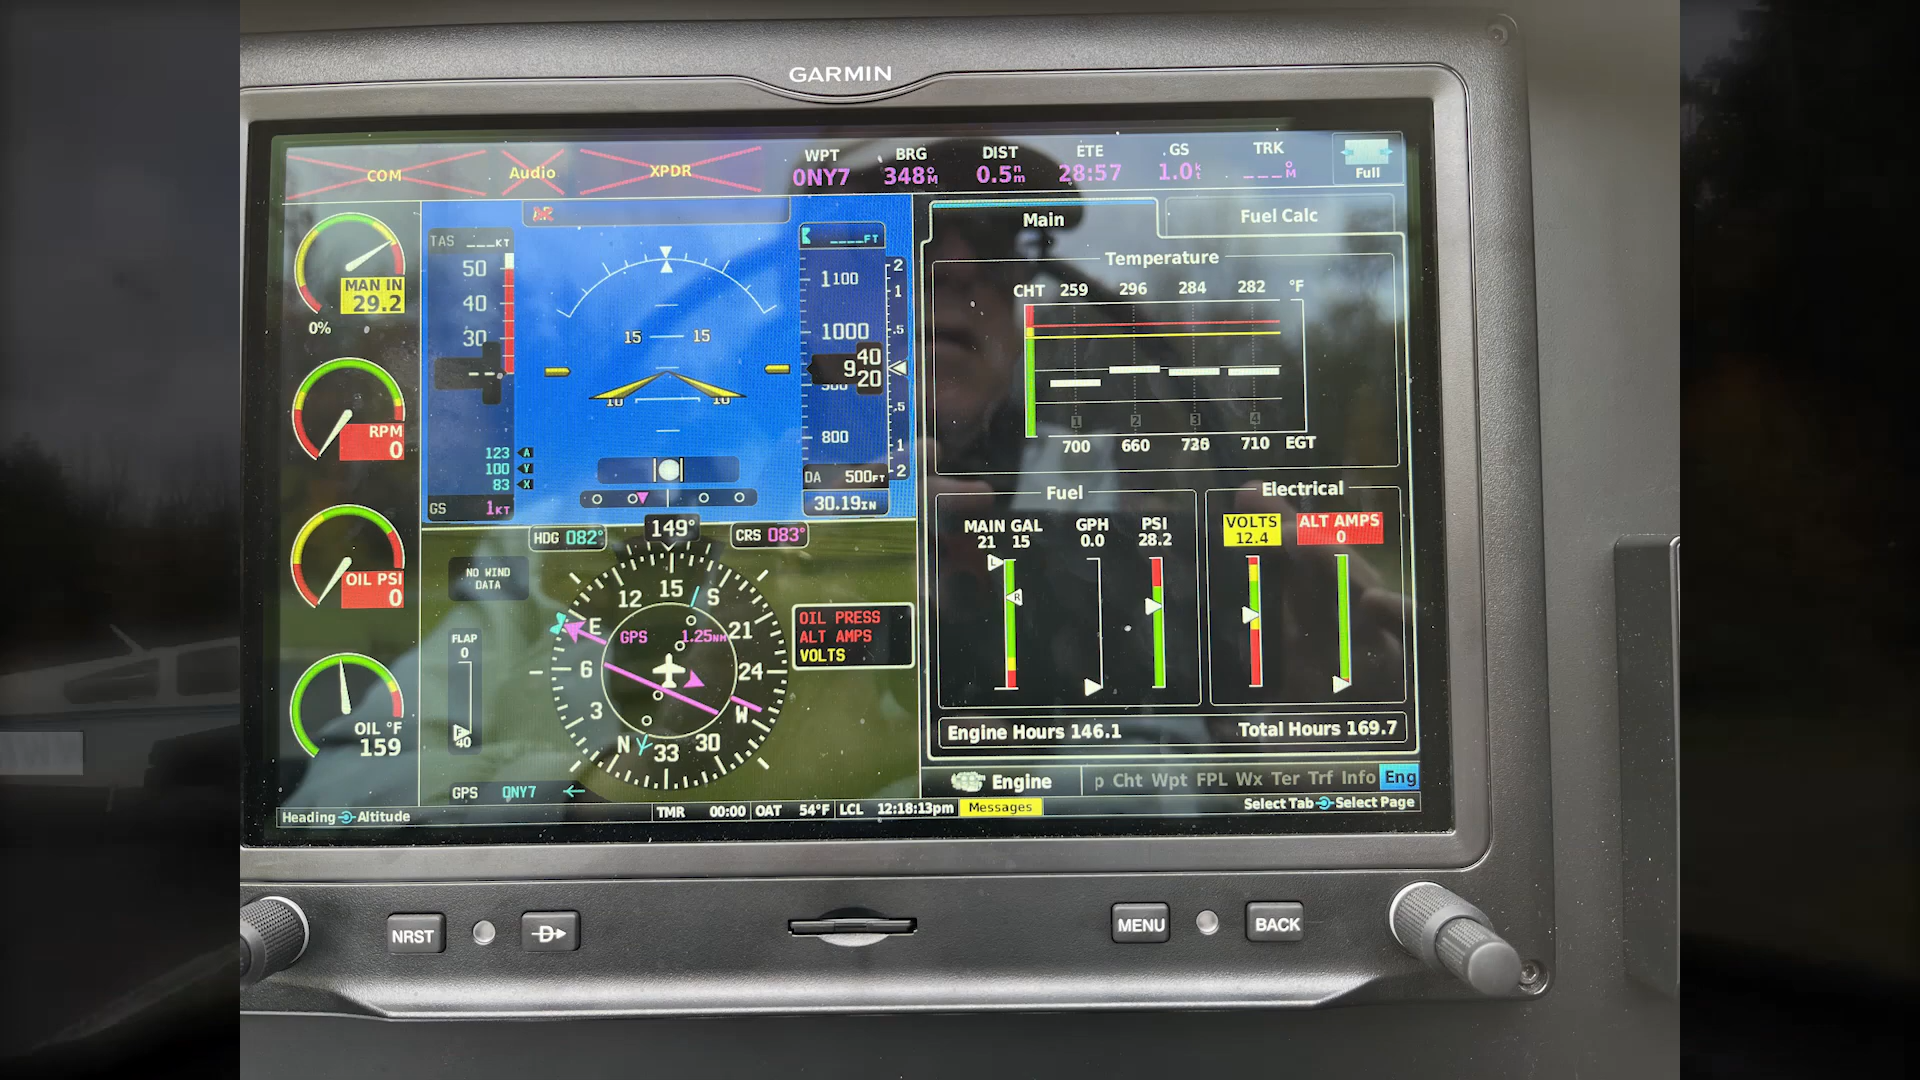 GARMIN
COM Audio XPDR
WPT BRG DIST ETE GS TRK
0NY7 348°M 0.5nm 28:57 1.0kt ___°M
Full
MAN IN
29.2
0%
RPM
0
OIL PSI
0
OIL °F
159
TAS ___KT
50
40
30
---
123 A
100 Y
83 X
GS 1KT
15 15
10 10
____FT
1100
1000
9 40
20
900
800
2
1
.5
.5
1
2
DA 500FT
30.19IN
HDG 082° 149° CRS 083°
NO WIND
DATA
FLAP
0
F
40
12 15 S
E 21
6 24
3 W
N 33 30
GPS 1.25NM
OIL PRESS
ALT AMPS
VOLTS
GPS 0NY7
Main Fuel Calc
Temperature
CHT 259 296 284 282 °F
1 2 3 4
700 660 710 EGT
Fuel
MAIN GAL GPH PSI
21 15 0.0 28.2
L
R
Electrical
VOLTS ALT AMPS
12.4 0
Engine Hours 146.1 Total Hours 169.7
Engine p Cht Wpt FPL Wx Ter Trf Info Eng
Heading Altitude
TMR 00:00 OAT 54°F LCL 12:18:13pm Messages
Select Tab Select Page
NRST D MENU BACK